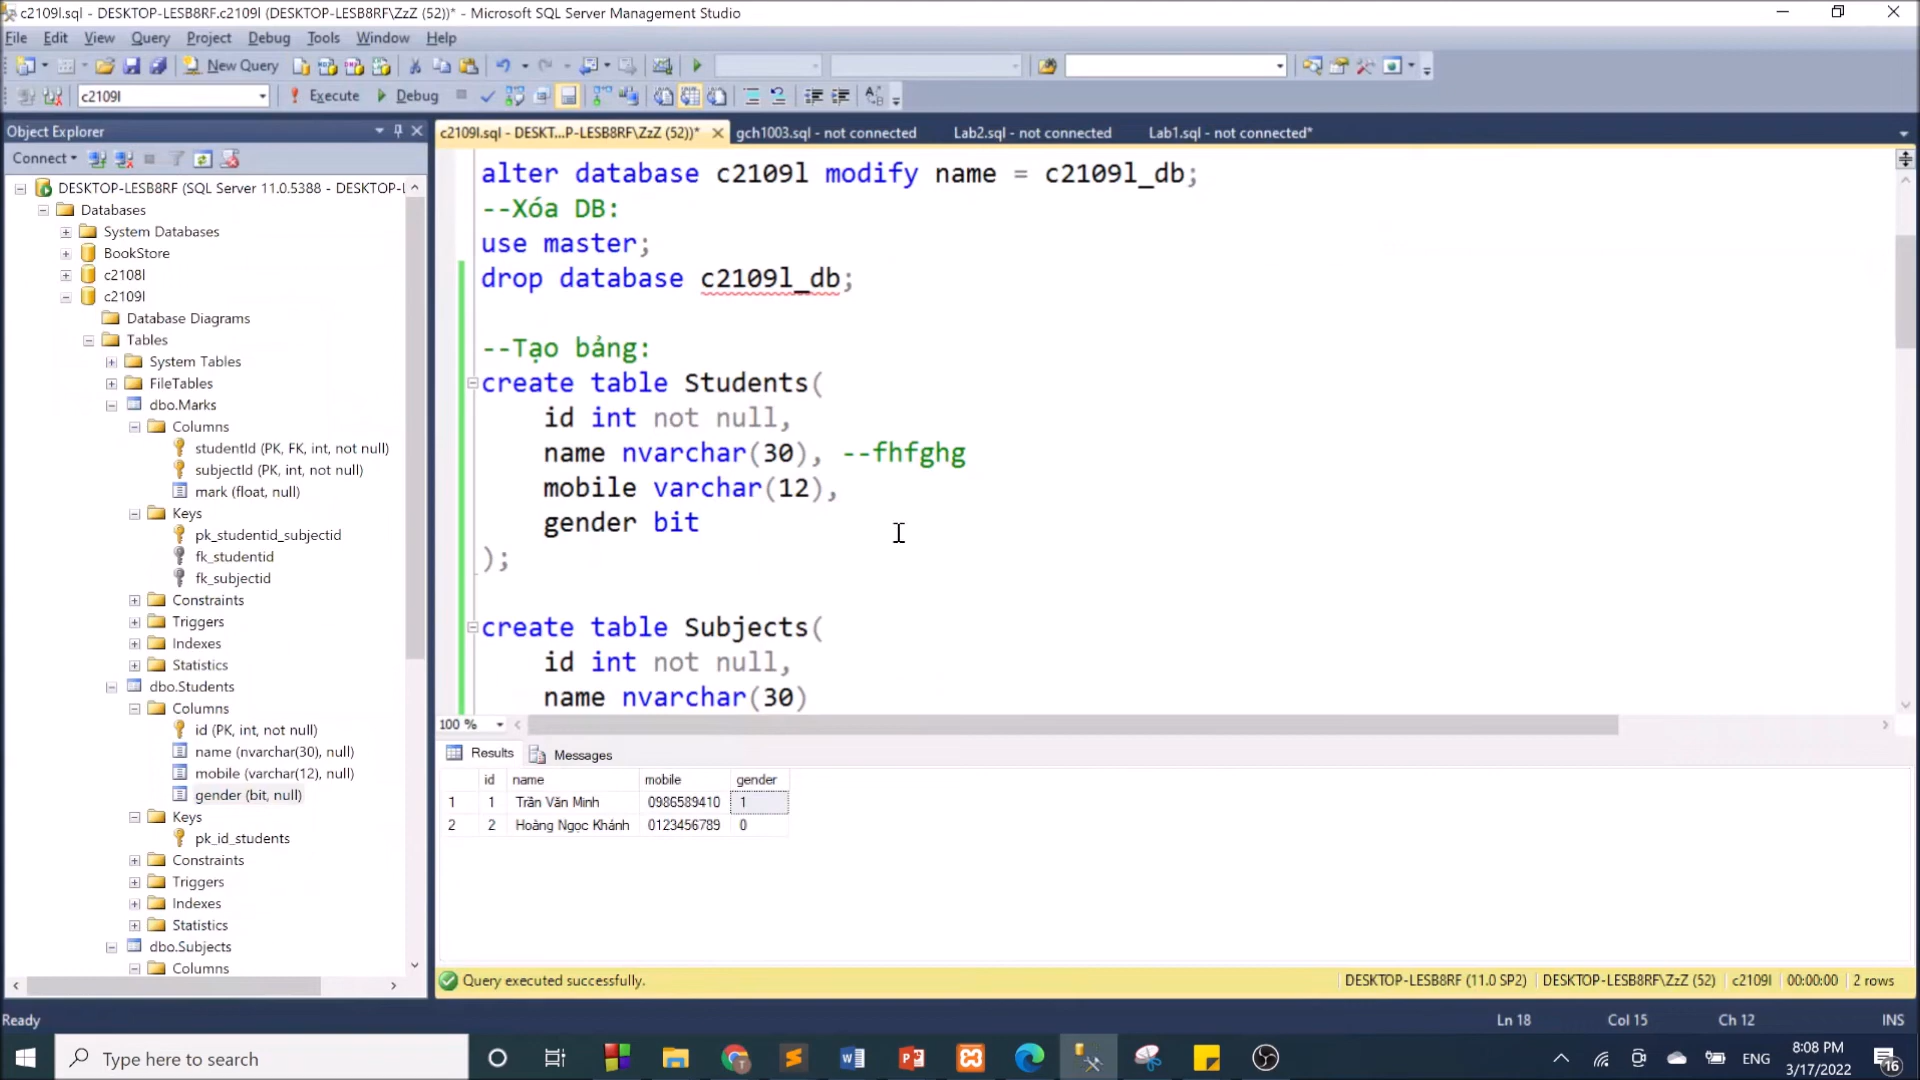 c2109l.sql - DESKTOP-LESB8RF.c2109l (DESKTOP-LESB8RF\ZzZ (52))* - Microsoft SQL Server Management Studio
File Edit View Query Project Debug Tools Window Help
New Query
c2109l Execute Debug
Object Explorer
Connect
DESKTOP-LESB8RF (SQL Server 11.0.5388 - DESKTOP-L
Databases
System Databases
BookStore
c2108l
c2109l
Database Diagrams
Tables
System Tables
FileTables
dbo.Marks
Columns
studentId (PK, FK, int, not null)
subjectId (PK, int, not null)
mark (float, null)
Keys
pk_studentid_subjectid
fk_studentid
fk_subjectid
Constraints
Triggers
Indexes
Statistics
dbo.Students
Columns
id (PK, int, not null)
name (nvarchar(30), null)
mobile (varchar(12), null)
gender (bit, null)
Keys
pk_id_students
Constraints
Triggers
Indexes
Statistics
dbo.Subjects
Columns
c2109l.sql - DESKT...P-LESB8RF\ZzZ (52))* gch1003.sql - not connected Lab2.sql - not connected Lab1.sql - not connected*
alter database c2109l modify name = c2109l_db;
--Xóa DB:
use master;
drop database c2109l_db;
--Tạo bảng:
create table Students(
id int not null,
name nvarchar(30), --fhfghg
mobile varchar(12),
gender bit
);
create table Subjects(
id int not null,
name nvarchar(30)
100 %
Results Messages
id name mobile gender
1 1 Trần Văn Minh 0986589410 1
2 2 Hoàng Ngọc Khánh 0123456789 0
Query executed successfully. DESKTOP-LESB8RF (11.0 SP2) DESKTOP-LESB8RF\ZzZ (52) c2109l 00:00:00 2 rows
Ready Ln 18 Col 15 Ch 12 INS
Type here to search
ENG
8:08 PM
3/17/2022
16